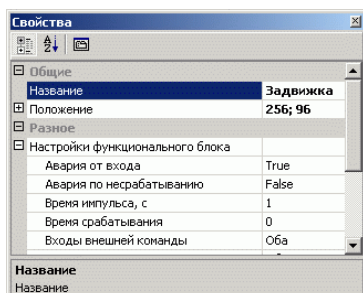 Свойства
Общие
Название Задвижка
Положение 256; 96
Разное
Настройки функционального блока
Авария от входа True
Авария по несрабатыванию False
Время импульса, с 1
Время срабатывания 0
Входы внешней команды Оба
Название
Название